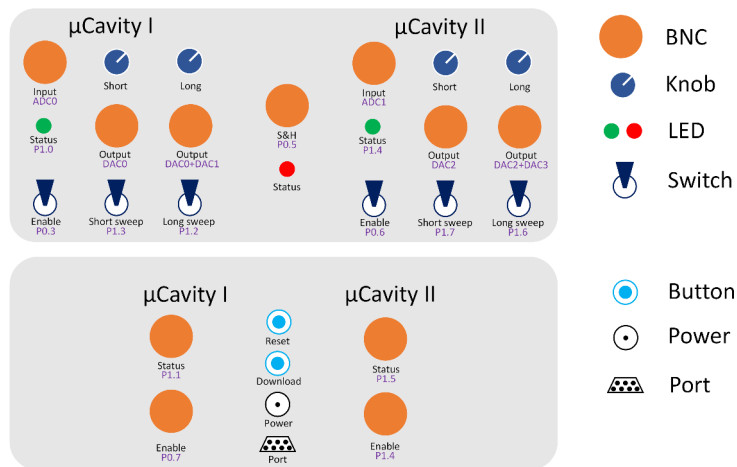 μCavity I
μCavity II
Input
ADC0
Short
Long
Status
P1.0
Output
DAC0
Output
DAC0+DAC1
Enable
P0.3
Short sweep
P1.3
Long sweep
P1.2
S&H
P0.5
Status
Input
ADC1
Short
Long
Status
P1.4
Output
DAC2
Output
DAC2+DAC3
Enable
P0.6
Short sweep
P1.7
Long sweep
P1.6
BNC
Knob
LED
Switch
μCavity I
μCavity II
Status
P1.1
Enable
P0.7
Reset
Download
Power
Port
Status
P1.5
Enable
P1.4
Button
Power
Port